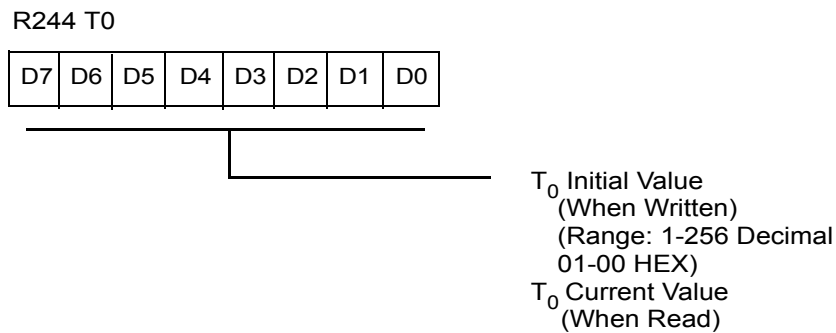 R244 T0
D7 D6 D5 D4 D3 D2 D1 D0
T0 Initial Value
(When Written)
(Range: 1-256 Decimal
01-00 HEX)
T0 Current Value
(When Read)